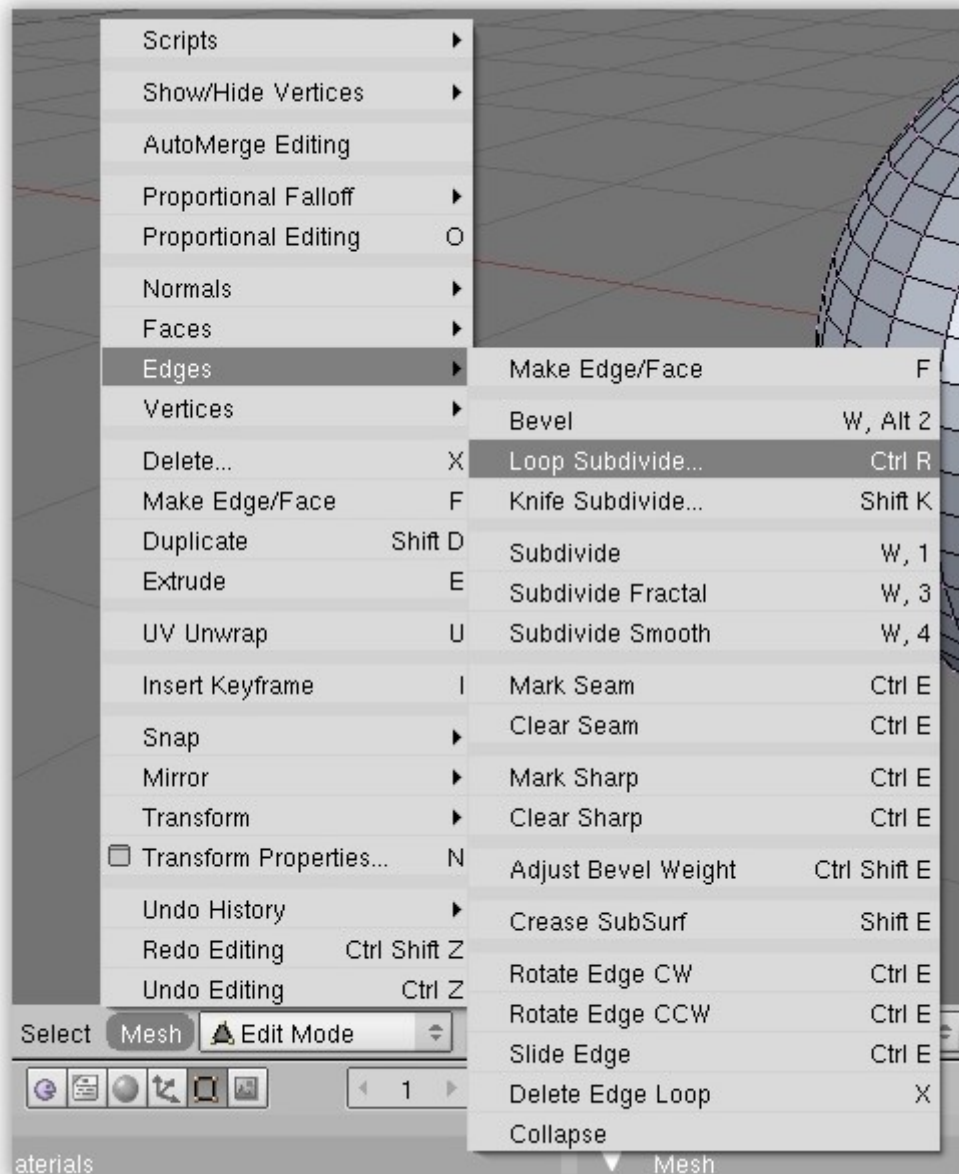 Scripts
Show/Hide Vertices
AutoMerge Editing
Proportional Falloff
Proportional Editing O
Normals
Faces
Edges
Vertices
Delete... X
Make Edge/Face F
Duplicate Shift D
Extrude E
UV Unwrap U
Insert Keyframe I
Snap
Mirror
Transform
Transform Properties... N
Undo History
Redo Editing Ctrl Shift Z
Undo Editing Ctrl Z
Make Edge/Face F
Bevel W, Alt 2
Loop Subdivide... Ctrl R
Knife Subdivide... Shift K
Subdivide W, 1
Subdivide Fractal W, 3
Subdivide Smooth W, 4
Mark Seam Ctrl E
Clear Seam Ctrl E
Mark Sharp Ctrl E
Clear Sharp Ctrl E
Adjust Bevel Weight Ctrl Shift E
Crease SubSurf Shift E
Rotate Edge CW Ctrl E
Rotate Edge CCW Ctrl E
Slide Edge Ctrl E
Delete Edge Loop X
Collapse
Select Mesh Edit Mode
1
aterials Mesh